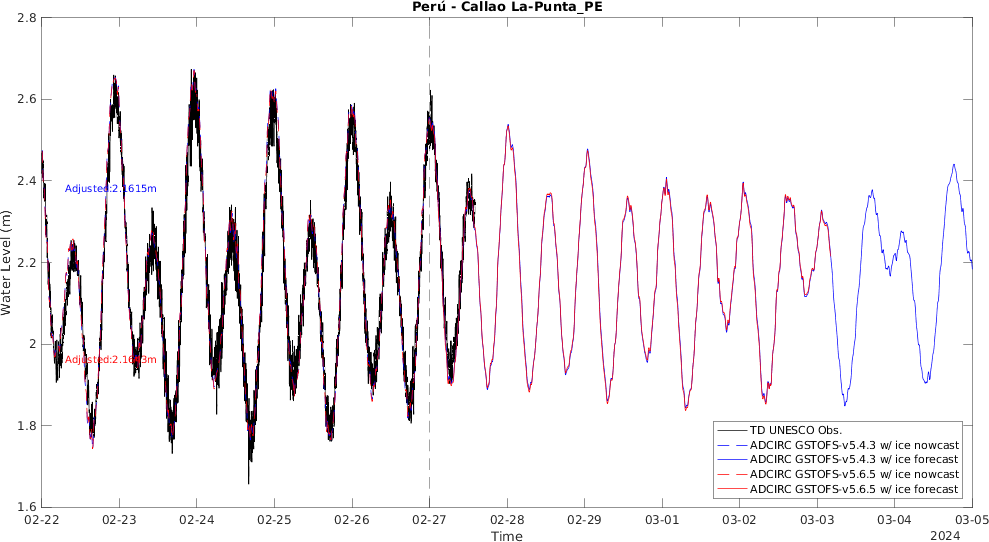 Perú - Callao La-Punta_PE
2.8
2.6
2.4
2.2
2
1.8
1.6
Water Level (m)
Adjusted:2.1615m
TD UNESCO Obs.
ADCIRC GSTOFS-v5.4.3 w/ ice nowcast
ADCIRC GSTOFS-v5.4.3 w/ ice forecast
ADCIRC GSTOFS-v5.6.5 w/ ice nowcast
ADCIRC GSTOFS-v5.6.5 w/ ice forecast
02-22 02-23 02-24 02-25 02-26 02-27 02-28 02-29 03-01 03-02 03-03 03-04 03-05
Time
2024